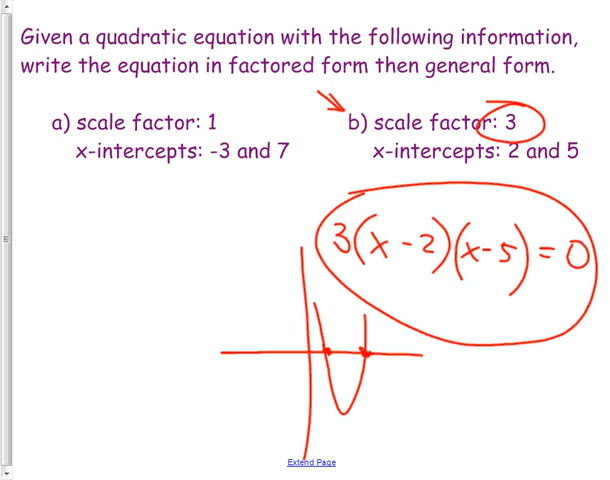 Given a quadratic equation with the following information,
write the equation in factored form then general form.
a) scale factor: 1
x-intercepts: -3 and 7
b) scale factor: 3
x-intercepts: 2 and 5
3(x-2)(x-5)=0
Extend Page